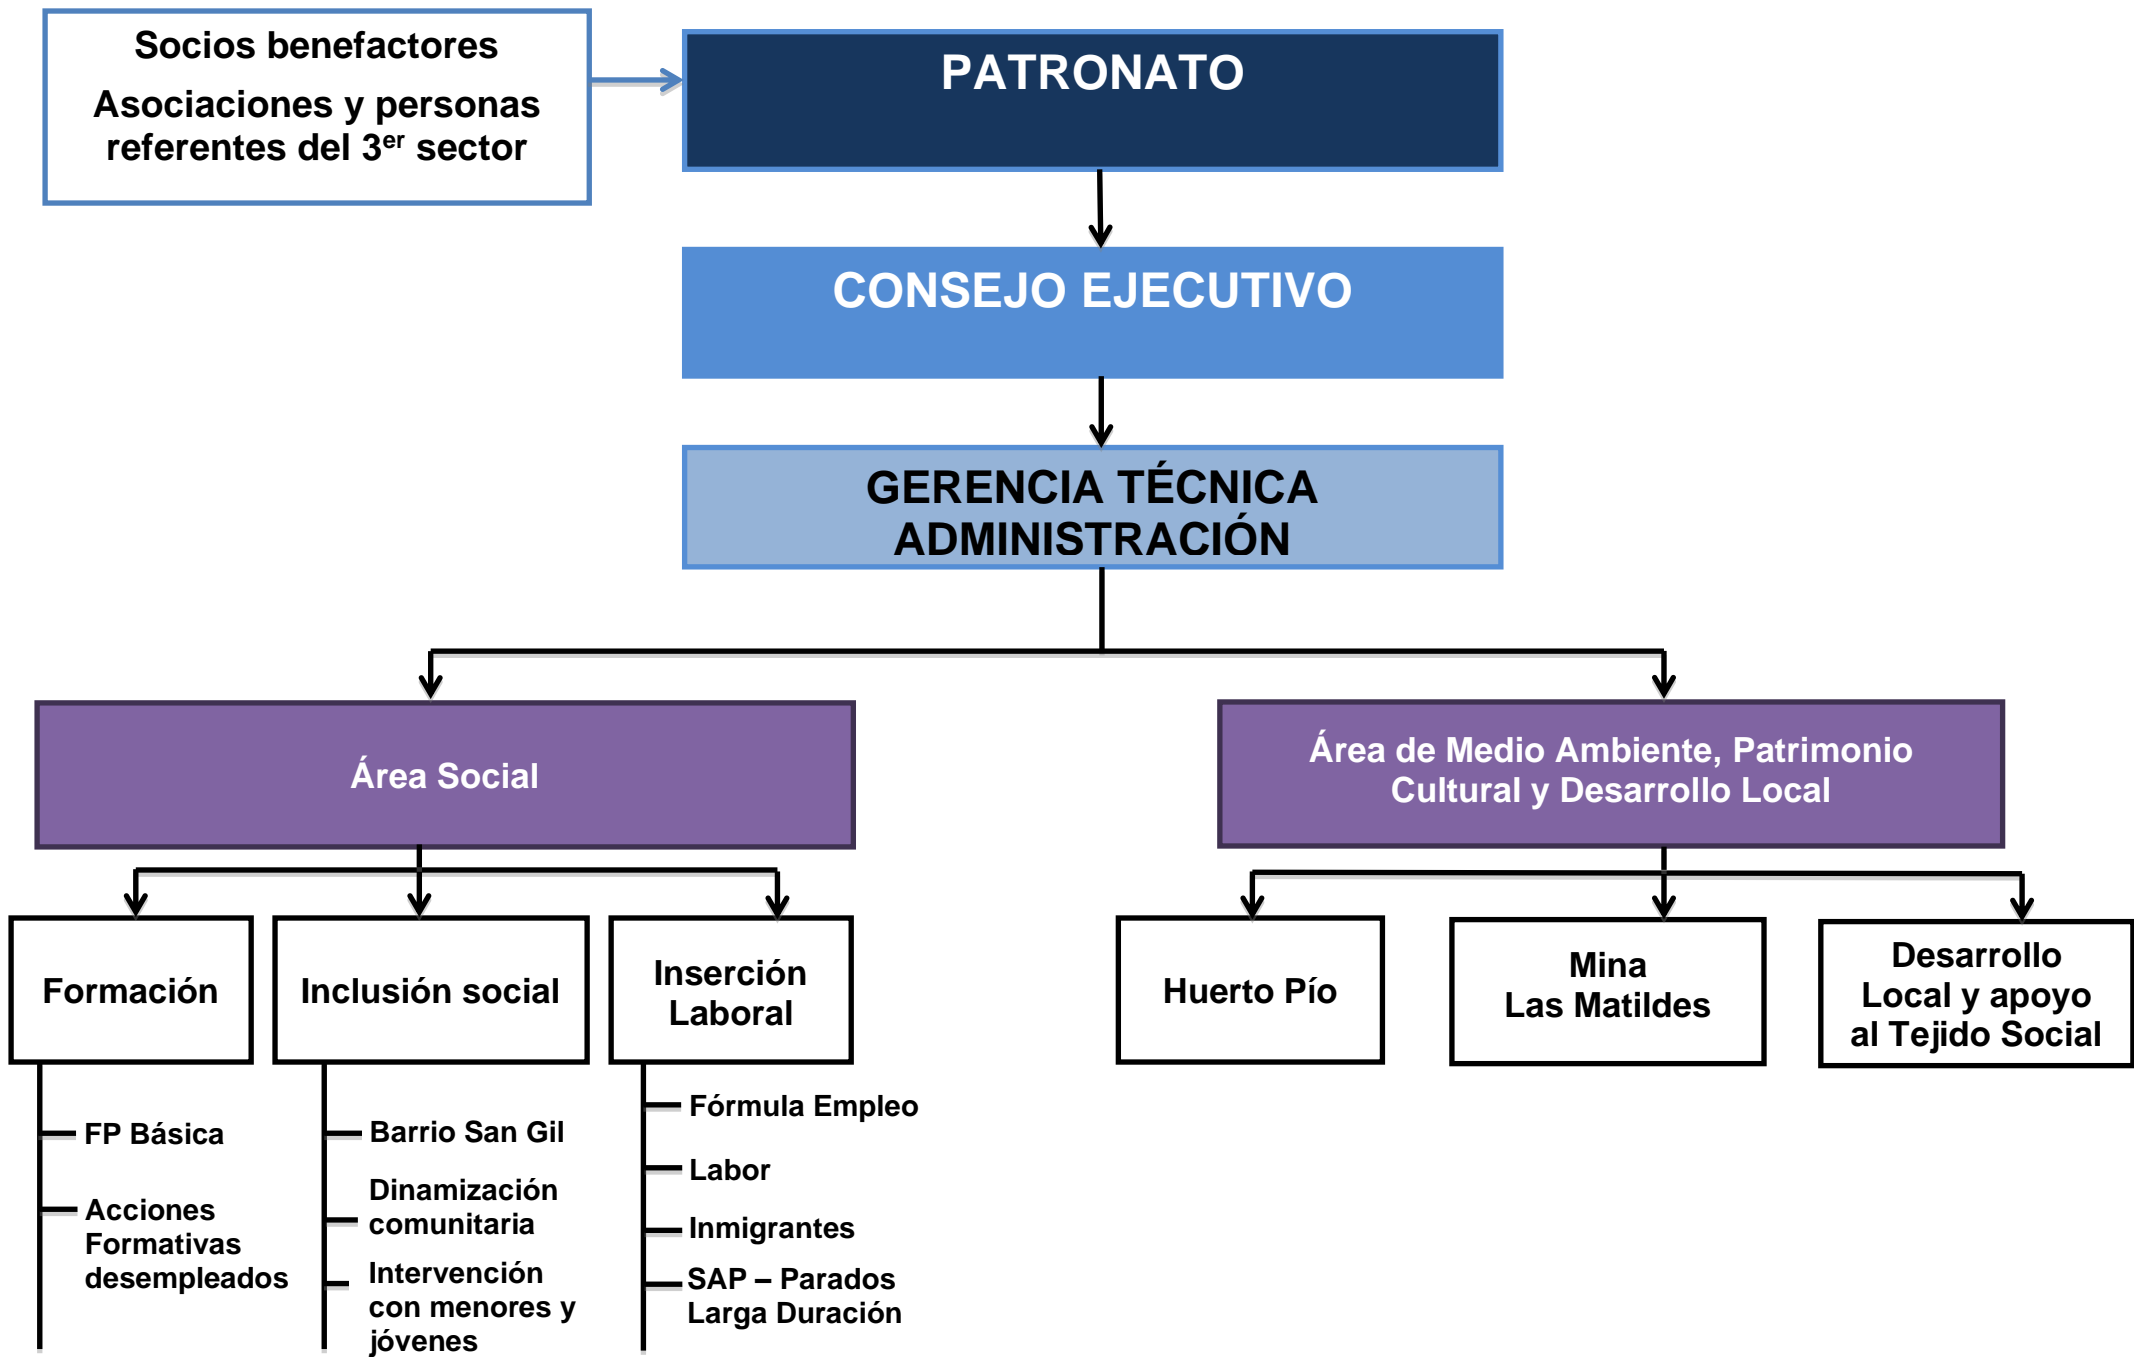 Socios benefactores
Asociaciones y personas
referentes del 3er sector
PATRONATO
CONSEJO EJECUTIVO
GERENCIA TÉCNICA
ADMINISTRACIÓN
Área Social
Área de Medio Ambiente, Patrimonio
Cultural y Desarrollo Local
Formación
Inclusión social
Inserción
Laboral
Huerto Pío
Mina
Las Matildes
Desarrollo
Local y apoyo
al Tejido Social
FP Básica
Acciones
Formativas
desempleados
Barrio San Gil
Dinamización
comunitaria
Intervención
con menores y
jóvenes
Fórmula Empleo
Labor
Inmigrantes
SAP – Parados
Larga Duración